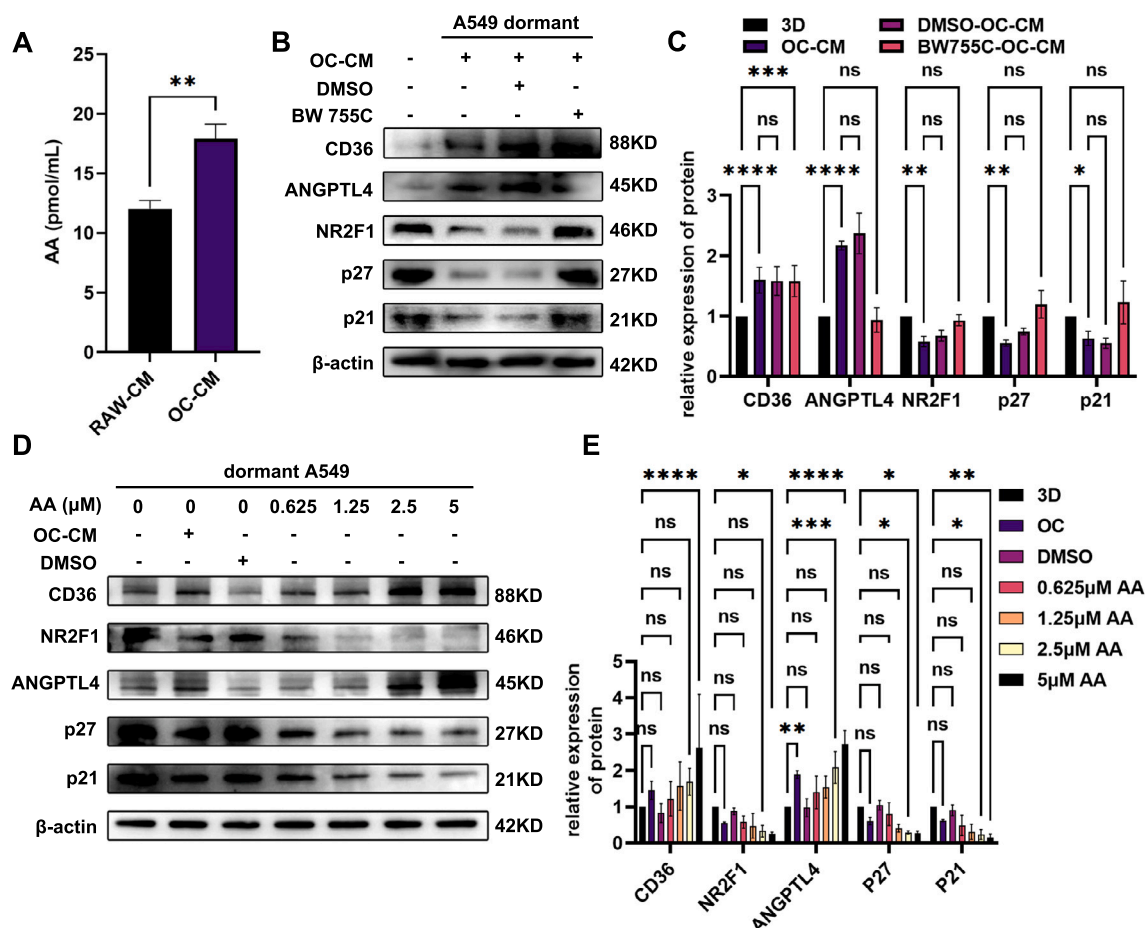 A
25
20
15
10
5
0
AA (pmol/mL)
**
RAW-CM
OC-CM
B
A549 dormant
OC-CM - + + +
DMSO - - + -
BW 755C - - - +
CD36 88KD
ANGPTL4 45KD
NR2F1 46KD
p27 27KD
p21 21KD
β-actin 42KD
C
3D DMSO-OC-CM
OC-CM BW755C-OC-CM
*** ns ns ns ns
ns ns ns ns ns
**** **** ** ** *
3
2
1
0
relative expression of protein
CD36 ANGPTL4 NR2F1 p27 p21
D
dormant A549
AA (μM) 0 0 0 0.625 1.25 2.5 5
OC-CM - + - - - - -
DMSO - - + - - - -
CD36 88KD
NR2F1 46KD
ANGPTL4 45KD
p27 27KD
p21 21KD
β-actin 42KD
E
**** * **** * **
ns ns *** * *
ns ns ns ns ns
ns ns ns ns ns
ns ns ns ns ns
ns ns ** ns ns
5
4
3
2
1
0
relative expression
of protein
CD36
NR2F1
ANGPTL4
P27
P21
3D
OC
DMSO
0.625μM AA
1.25μM AA
2.5μM AA
5μM AA